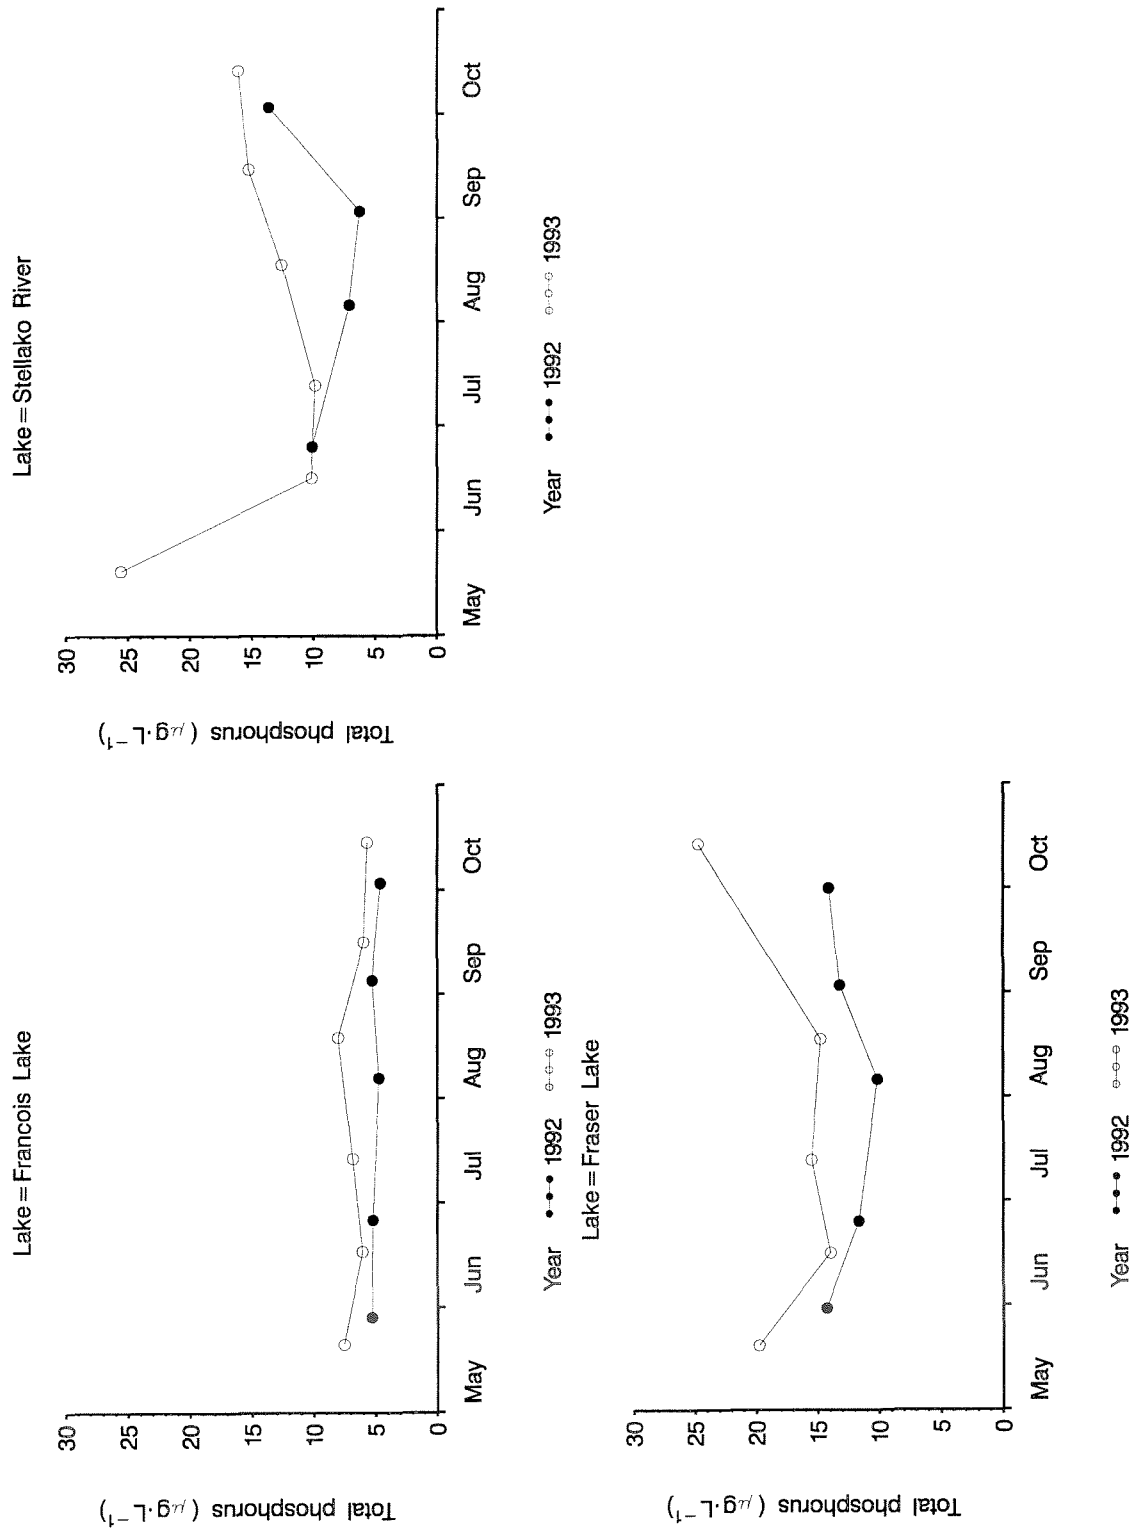 Lake=Francois Lake
Total phosphorus (μg·L⁻¹)
30
25
20
15
10
5
0
May Jun Jul Aug Sep Oct
Year 1992 1993
Lake=Stellako River
Total phosphorus (μg·L⁻¹)
30
25
20
15
10
5
0
May Jun Jul Aug Sep Oct
Year 1992 1993
Lake=Fraser Lake
Total phosphorus (μg·L⁻¹)
30
25
20
15
10
5
0
May Jun Jul Aug Sep Oct
Year 1992 1993